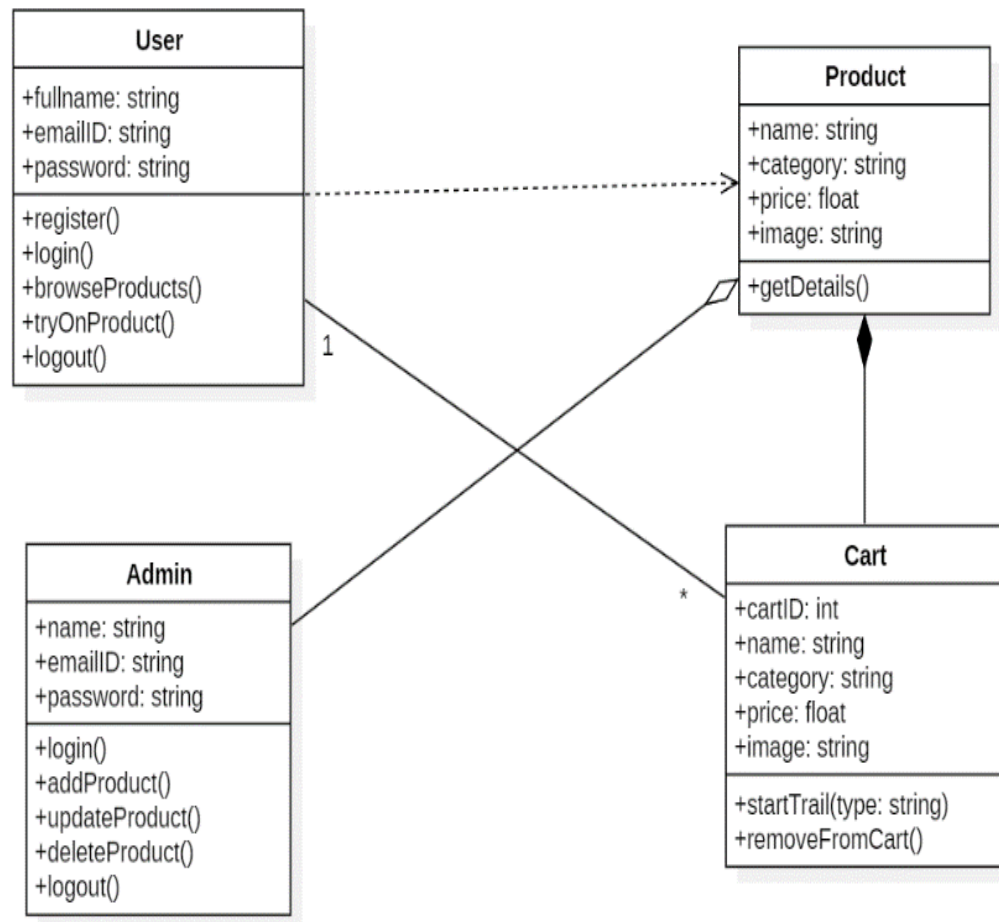 User
+fullname: string
+emailID: string
+password: string
+register()
+login()
+browseProducts()
+tryOnProduct()
+logout()
1
Product
+name: string
+category: string
+price: float
+image: string
+getDetails()
Admin
+name: string
+emailID: string
+password: string
+login()
+addProduct()
+updateProduct()
+deleteProduct()
+logout()
*
Cart
+cartID: int
+name: string
+category: string
+price: float
+image: string
+startTrail(type: string)
+removeFromCart()